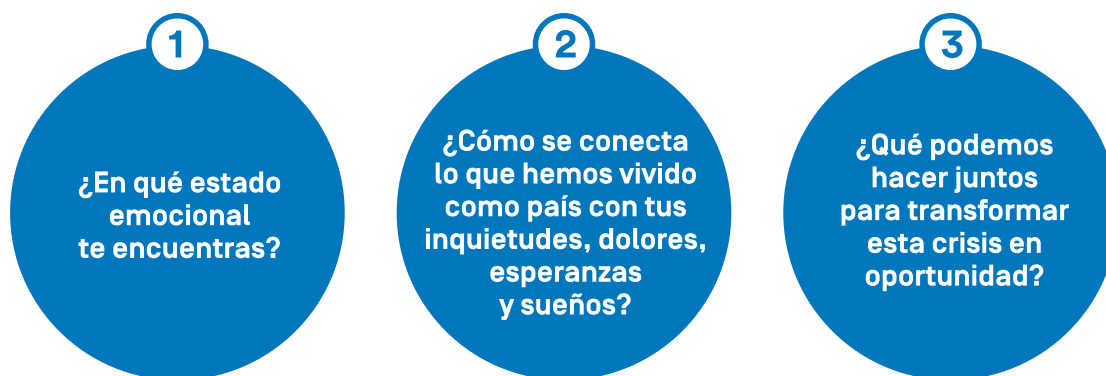 1
¿En qué estado
emocional
te encuentras?
2
¿Cómo se conecta
lo que hemos vivido
como país con tus
inquietudes, dolores,
esperanzas
y sueños?
3
¿Qué podemos
hacer juntos
para transformar
esta crisis en
oportunidad?